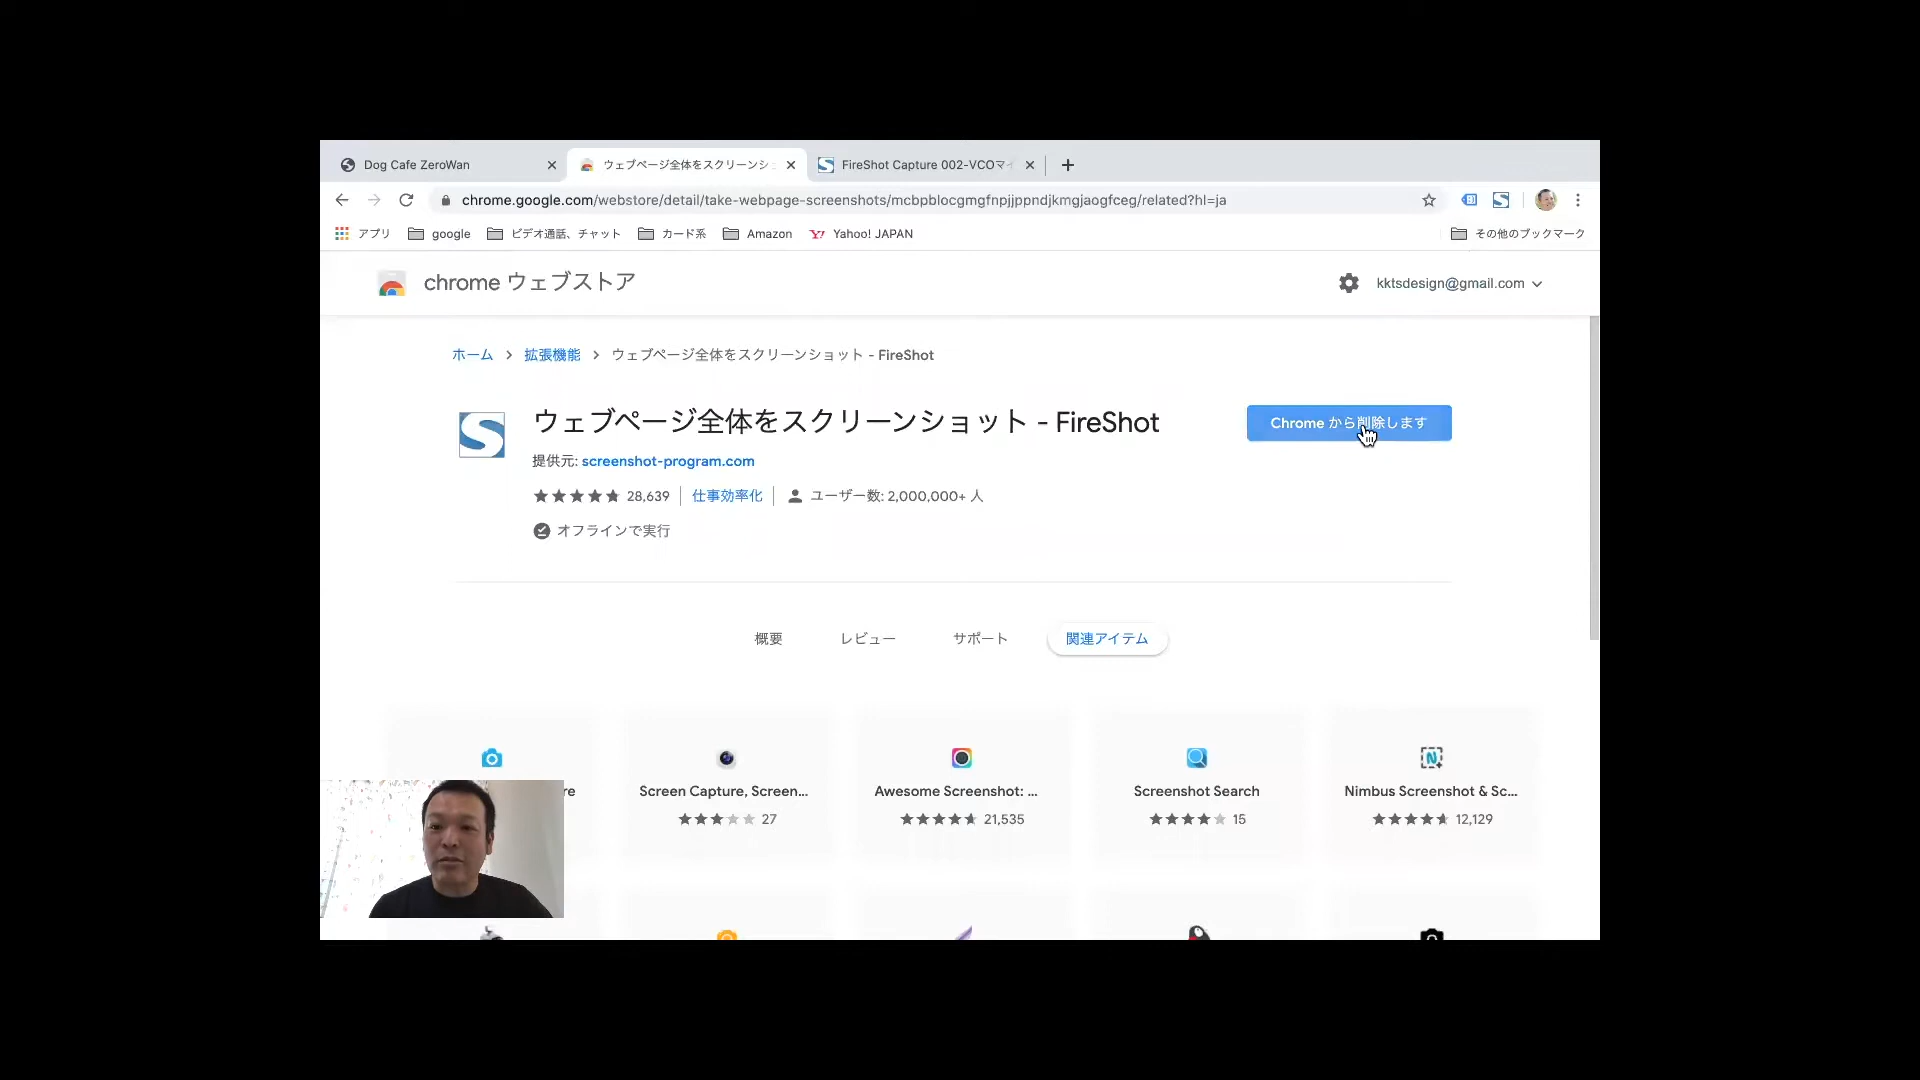 Dog Cafe ZeroWan
ウェブページ全体をスクリーンシ
FireShot Capture 002-VCOマイ
chrome.google.com/webstore/detail/take-webpage-screenshots/mcbpblocgmgfnpjjppndjkmgjaogfceg/related?hl=ja
アプリ google ビデオ通話、チャット カード系 Amazon Yahoo! JAPAN その他のブックマーク
chrome ウェブストア
kktsdesign@gmail.com
ホーム > 拡張機能 > ウェブページ全体をスクリーンショット - FireShot
ウェブページ全体をスクリーンショット - FireShot
Chrome から削除します
提供元: screenshot-program.com
28,639 仕事効率化 ユーザー数: 2,000,000+ 人
オフラインで実行
概要 レビュー サポート 関連アイテム
re
Screen Capture, Screen...
27
Awesome Screenshot: ...
21,535
Screenshot Search
15
Nimbus Screenshot & Sc...
12,129